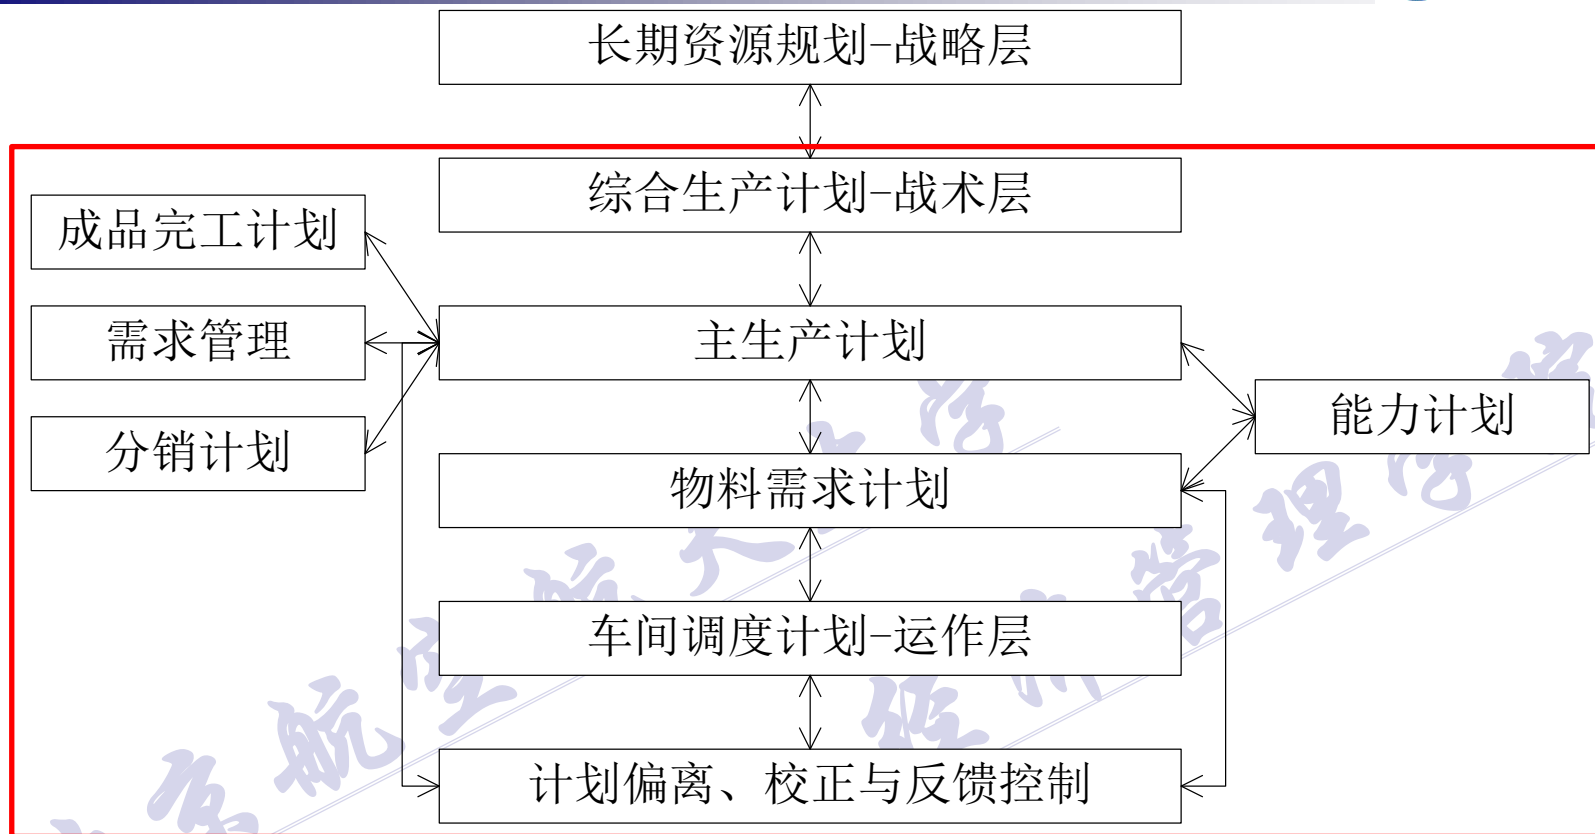 长期资源规划-战略层
综合生产计划-战术层
成品完工计划
需求管理
主生产计划
能力计划
分销计划
物料需求计划
车间调度计划-运作层
计划偏离、校正与反馈控制